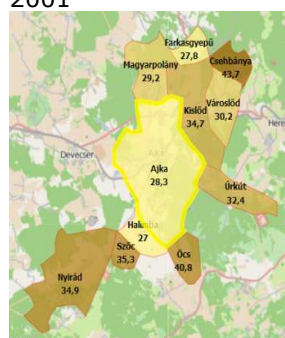 2001
Farkasgyepű
27,8
Csehbánya
43,7
Magyarpolány
29,2
Városlőd
30,2
Kislőd
34,7
Here
Devecser
Ajka
28,3
Úrkút
32,4
Halimba
27
Szőc
35,3
Öcs
40,8
Nyirád
34,9